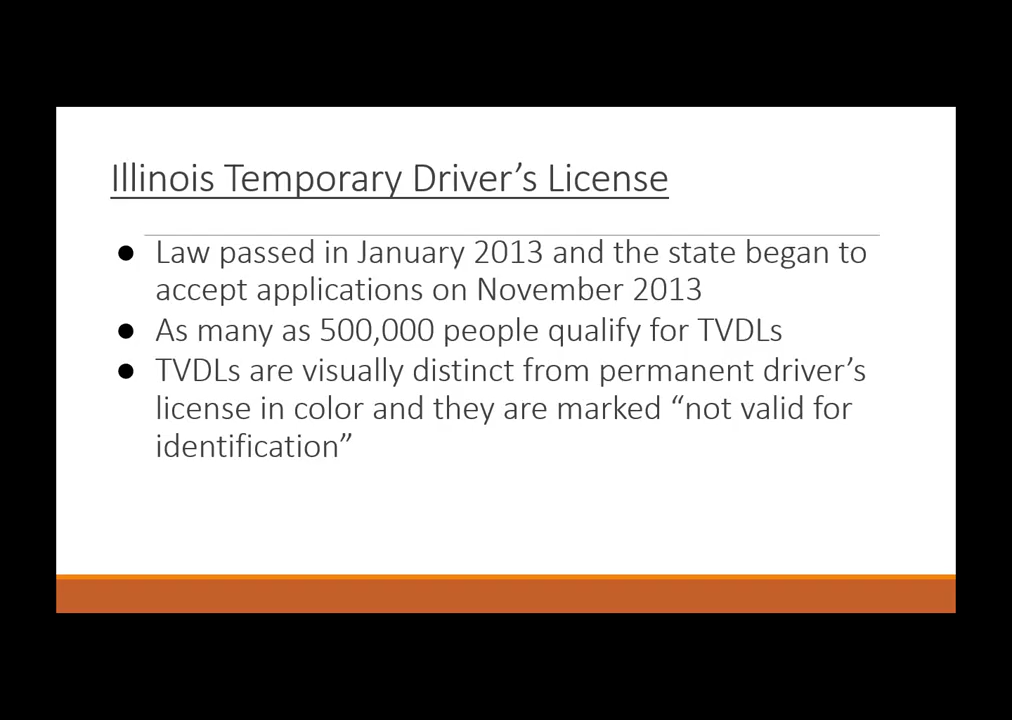 Illinois Temporary Driver’s License
● Law passed in January 2013 and the state began to
accept applications on November 2013
● As many as 500,000 people qualify for TVDLs
● TVDLs are visually distinct from permanent driver’s
license in color and they are marked “not valid for
identification”